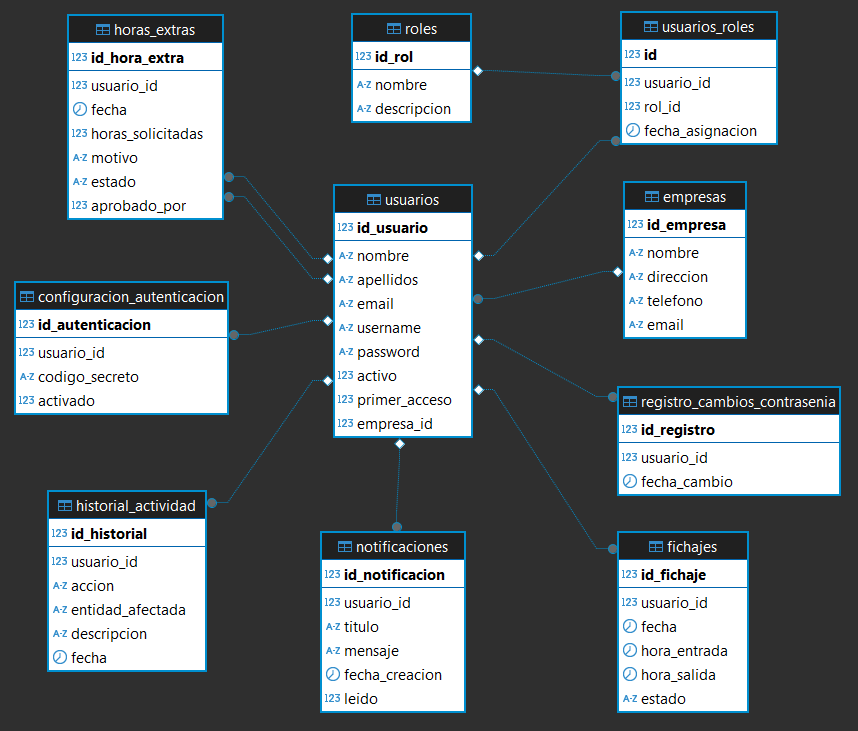 horas_extras
123 id_hora_extra
123 usuario_id
fecha
123 horas_solicitadas
A-Z motivo
A-Z estado
123 aprobado_por
roles
123 id_rol
A-Z nombre
A-Z descripcion
usuarios_roles
123 id
123 usuario_id
123 rol_id
fecha_asignacion
usuarios
123 id_usuario
A-Z nombre
A-Z apellidos
A-Z email
A-Z username
A-Z password
123 activo
123 primer_acceso
123 empresa_id
empresas
123 id_empresa
A-Z nombre
A-Z direccion
A-Z telefono
A-Z email
configuracion_autenticacion
123 id_autenticacion
123 usuario_id
A-Z codigo_secreto
123 activado
registro_cambios_contrasenia
123 id_registro
123 usuario_id
fecha_cambio
historial_actividad
123 id_historial
123 usuario_id
A-Z accion
A-Z entidad_afectada
A-Z descripcion
fecha
notificaciones
123 id_notificacion
123 usuario_id
A-Z titulo
A-Z mensaje
fecha_creacion
123 leido
fichajes
123 id_fichaje
123 usuario_id
fecha
hora_entrada
hora_salida
A-Z estado